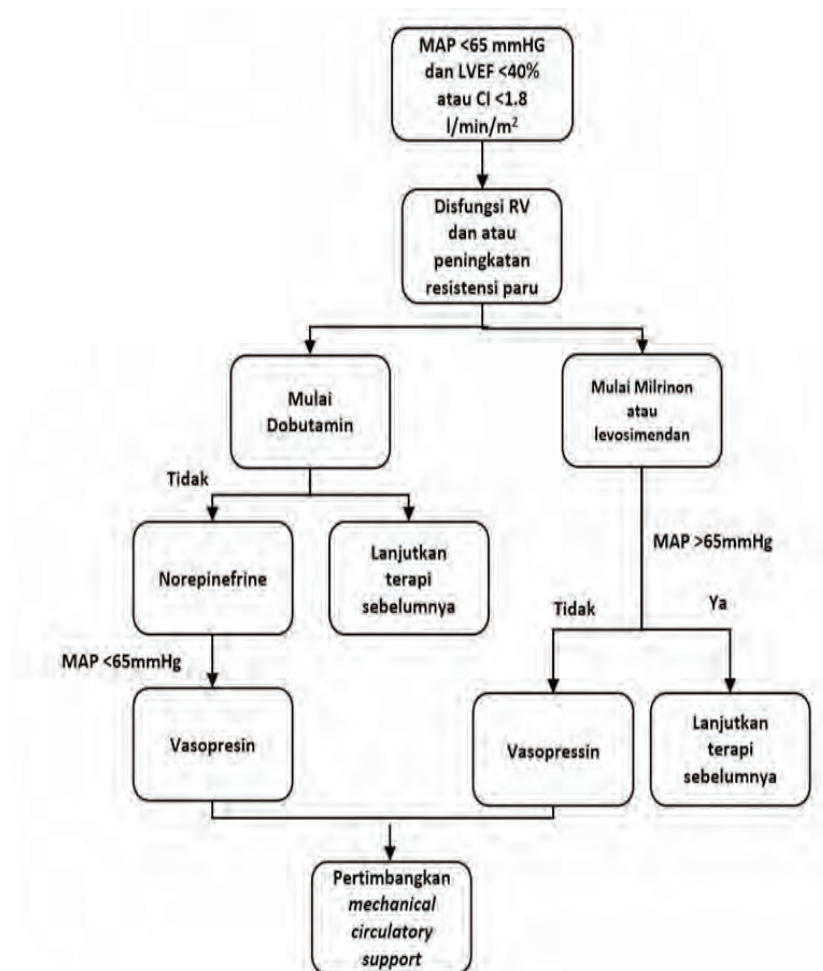 MAP <65 mmHG
dan LVEF <40%
atau CI <1.8
l/min/m²
Disfungsi RV
dan atau
peningkatan
resistensi paru
Mulai
Dobutamin
Mulai Milrinon
atau
levosimendan
Tidak
Norepinefrine
Lanjutkan
terapi
sebelumnya
MAP >65mmHg
Tidak
Ya
MAP <65mmHg
Vasopresin
Vasopressin
Lanjutkan
terapi
sebelumnya
Pertimbangkan
mechanical
circulatory
support